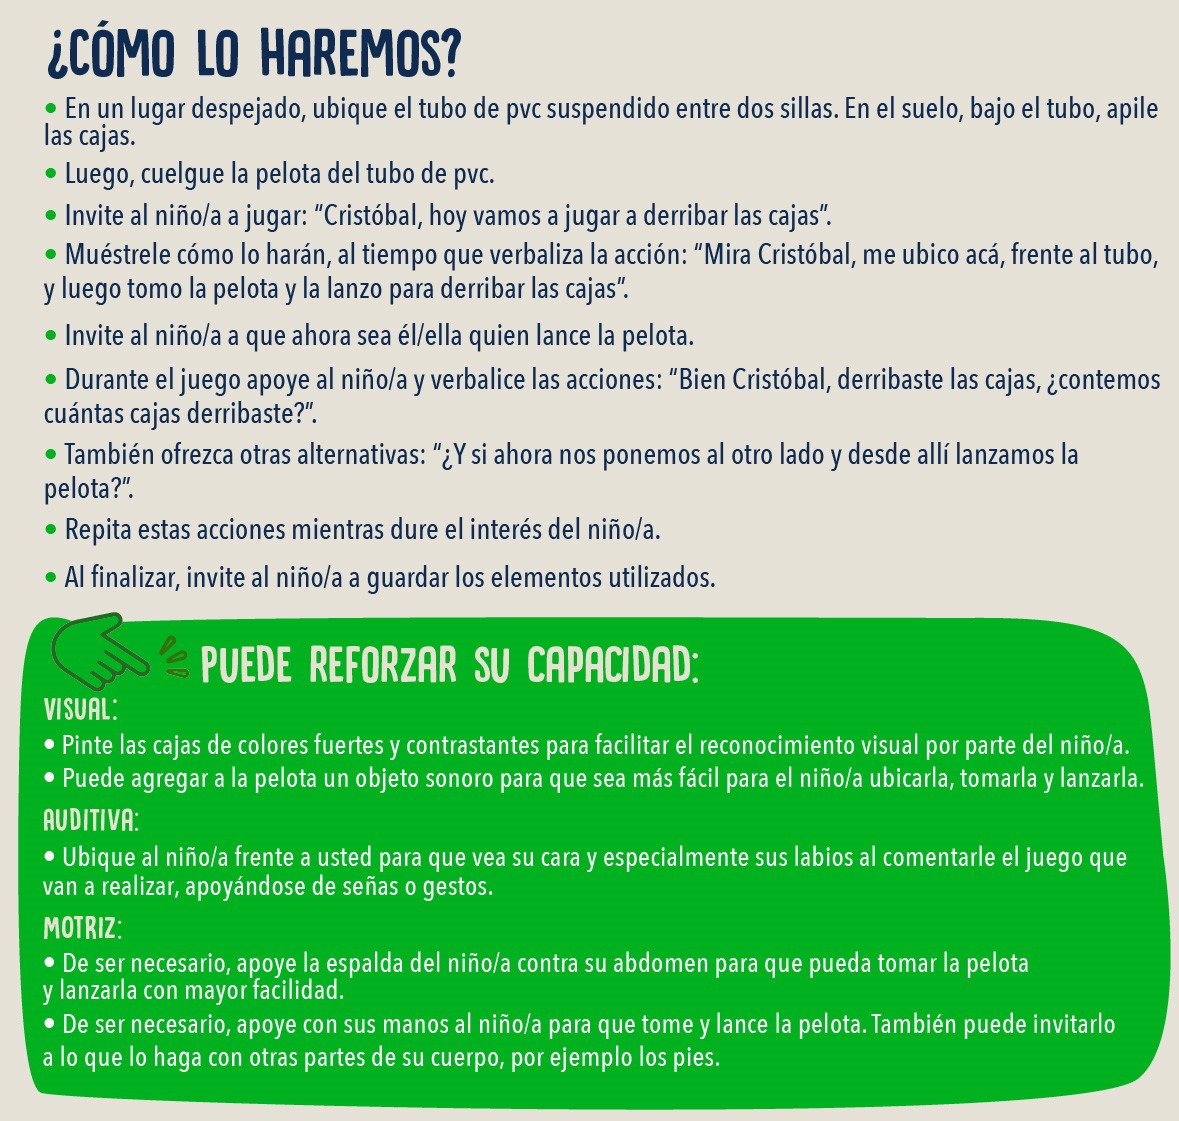 ¿CÓMO LO HAREMOS?
• En un lugar despejado, ubique el tubo de pvc suspendido entre dos sillas. En el suelo, bajo el tubo, apile
las cajas.
• Luego, cuelgue la pelota del tubo de pvc.
• Invite al niño/a a jugar: “Cristóbal, hoy vamos a jugar a derribar las cajas”.
• Muéstrele cómo lo harán, al tiempo que verbaliza la acción: “Mira Cristóbal, me ubico acá, frente al tubo,
y luego tomo la pelota y la lanzo para derribar las cajas”.
• Invite al niño/a a que ahora sea él/ella quien lance la pelota.
• Durante el juego apoye al niño/a y verbalice las acciones: “Bien Cristóbal, derribaste las cajas, ¿contemos
cuántas cajas derribaste?”.
• También ofrezca otras alternativas: “¿Y si ahora nos ponemos al otro lado y desde allí lanzamos la
pelota?”.
• Repita estas acciones mientras dure el interés del niño/a.
• Al finalizar, invite al niño/a a guardar los elementos utilizados.
PUEDE REFORZAR SU CAPACIDAD:
VISUAL:
• Pinte las cajas de colores fuertes y contrastantes para facilitar el reconocimiento visual por parte del niño/a.
• Puede agregar a la pelota un objeto sonoro para que sea más fácil para el niño/a ubicarla, tomarla y lanzarla.
AUDITIVA:
• Ubique al niño/a frente a usted para que vea su cara y especialmente sus labios al comentarle el juego que
van a realizar, apoyándose de señas o gestos.
MOTRIZ:
• De ser necesario, apoye la espalda del niño/a contra su abdomen para que pueda tomar la pelota
y lanzarla con mayor facilidad.
• De ser necesario, apoye con sus manos al niño/a para que tome y lance la pelota. También puede invitarlo
a lo que lo haga con otras partes de su cuerpo, por ejemplo los pies.